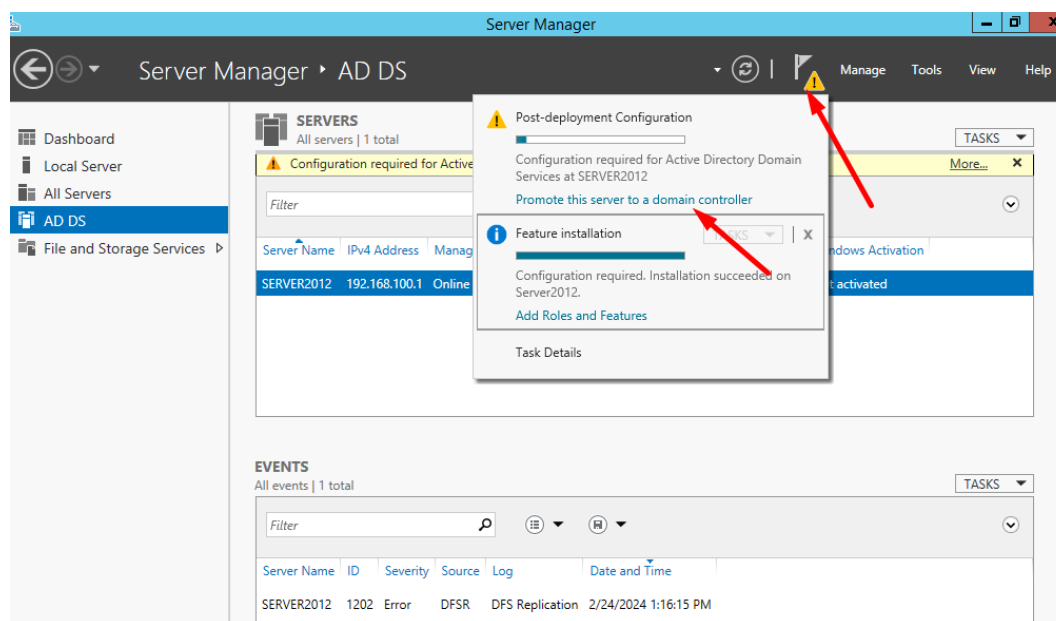 Server Manager
Server Manager • AD DS
Manage Tools View Help
Dashboard
Local Server
All Servers
AD DS
File and Storage Services
SERVERS
All servers | 1 total
TASKS
Configuration required for Active
More...
Filter
Server Name IPv4 Address Manag
ndows Activation
SERVER2012 192.168.100.1 Online
t activated
Post-deployment Configuration
Configuration required for Active Directory Domain
Services at SERVER2012
Promote this server to a domain controller
Feature installation
TASKS
X
Configuration required. Installation succeeded on
Server2012.
Add Roles and Features
Task Details
EVENTS
All events | 1 total
TASKS
Filter
Server Name ID Severity Source Log Date and Time
SERVER2012 1202 Error DFSR DFS Replication 2/24/2024 1:16:15 PM